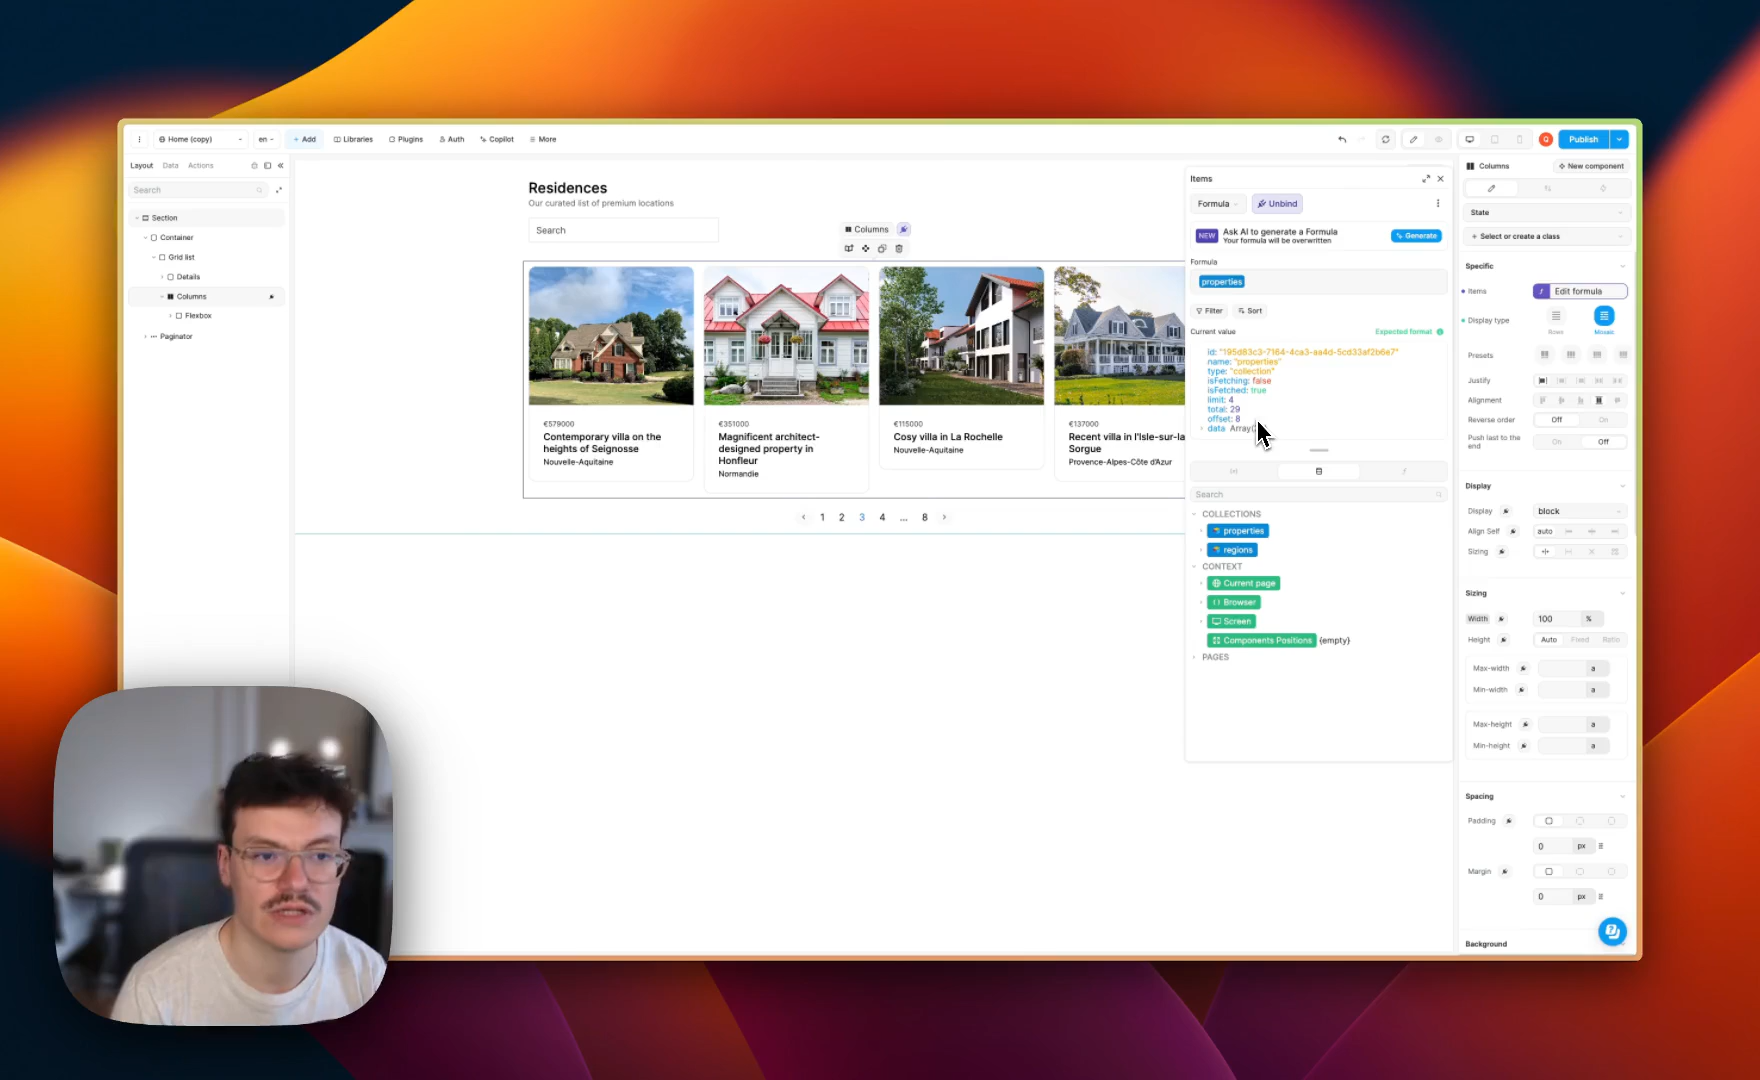 Home (copy)
en
+ Add
Libraries
Plugins
Auth
Copilot
More
Publish
Layout
Data
Actions
Search
Section
Container
Grid list
Details
Columns
Flexbox
Paginator
Residences
Our curated list of premium locations
Search
Columns
€579000
Contemporary villa on the
heights of Seignosse
Nouvelle-Aquitaine
€351000
Magnificent architect-
designed property in
Honfleur
Normandie
€115000
Cosy villa in La Rochelle
Nouvelle-Aquitaine
€137000
Recent villa in l'Isle-sur-la
Sorgue
Provence-Alpes-Côte d'Azur
1 2 3 4 ... 8
Items
Formula
Unbind
NEW
Ask AI to generate a Formula
Your formula will be overwritten
Generate
Formula
properties
Filter
Sort
Current value
Expected format
id: "195d83c3-7164-4ca3-aa4d-5cd33af2b6e7"
name: "properties"
type: "collection"
isFetching: false
isFetched: true
limit: 4
total: 29
offset: 8
data Array(
Search
COLLECTIONS
properties
regions
CONTEXT
Current page
Browser
Screen
Components Positions {empty}
PAGES
Columns
New component
State
+ Select or create a class
Specific
Items
Edit formula
Display type
Rows
Mosaic
Presets
Justify
Alignment
Reverse order
Off
On
Push last to the
end
On
Off
Display
Display
block
Align Self
auto
Sizing
Sizing
Width
100
%
Height
Auto
Fixed
Ratio
Max-width
a
Min-width
a
Max-height
a
Min-height
a
Spacing
Padding
0
px
Margin
0
px
Background